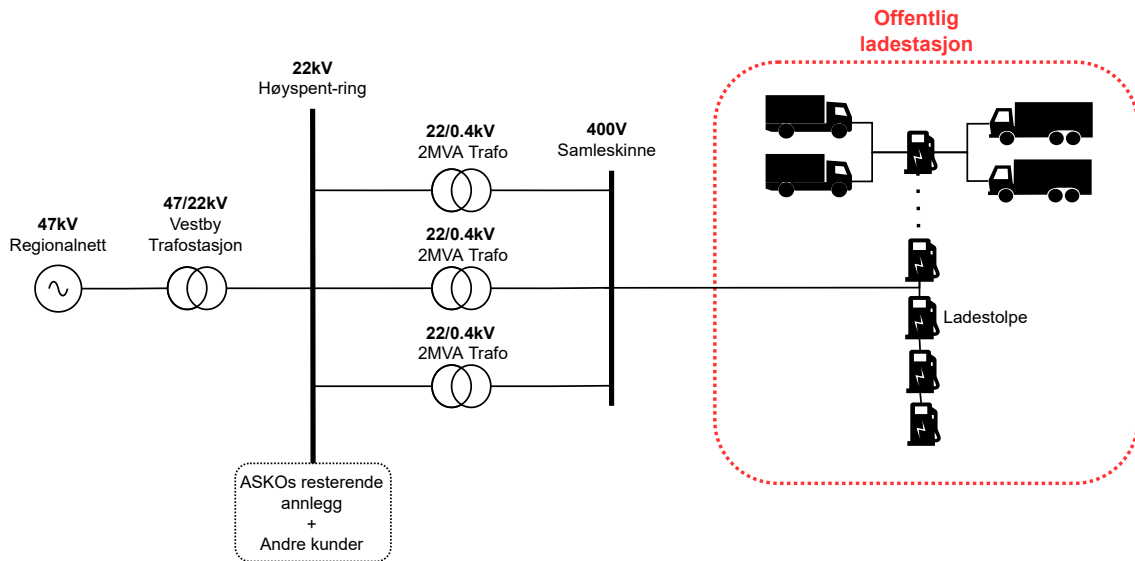 Offentlig
ladestasjon
22kV
Høyspent-ring
22/0.4kV
2MVA Trafo
400V
Samleskinne
47/22kV
Vestby
Trafostasjon
47kV
Regionalnett
22/0.4kV
2MVA Trafo
Ladestolpe
22/0.4kV
2MVA Trafo
ASKOs resterende
annlegg
+
Andre kunder